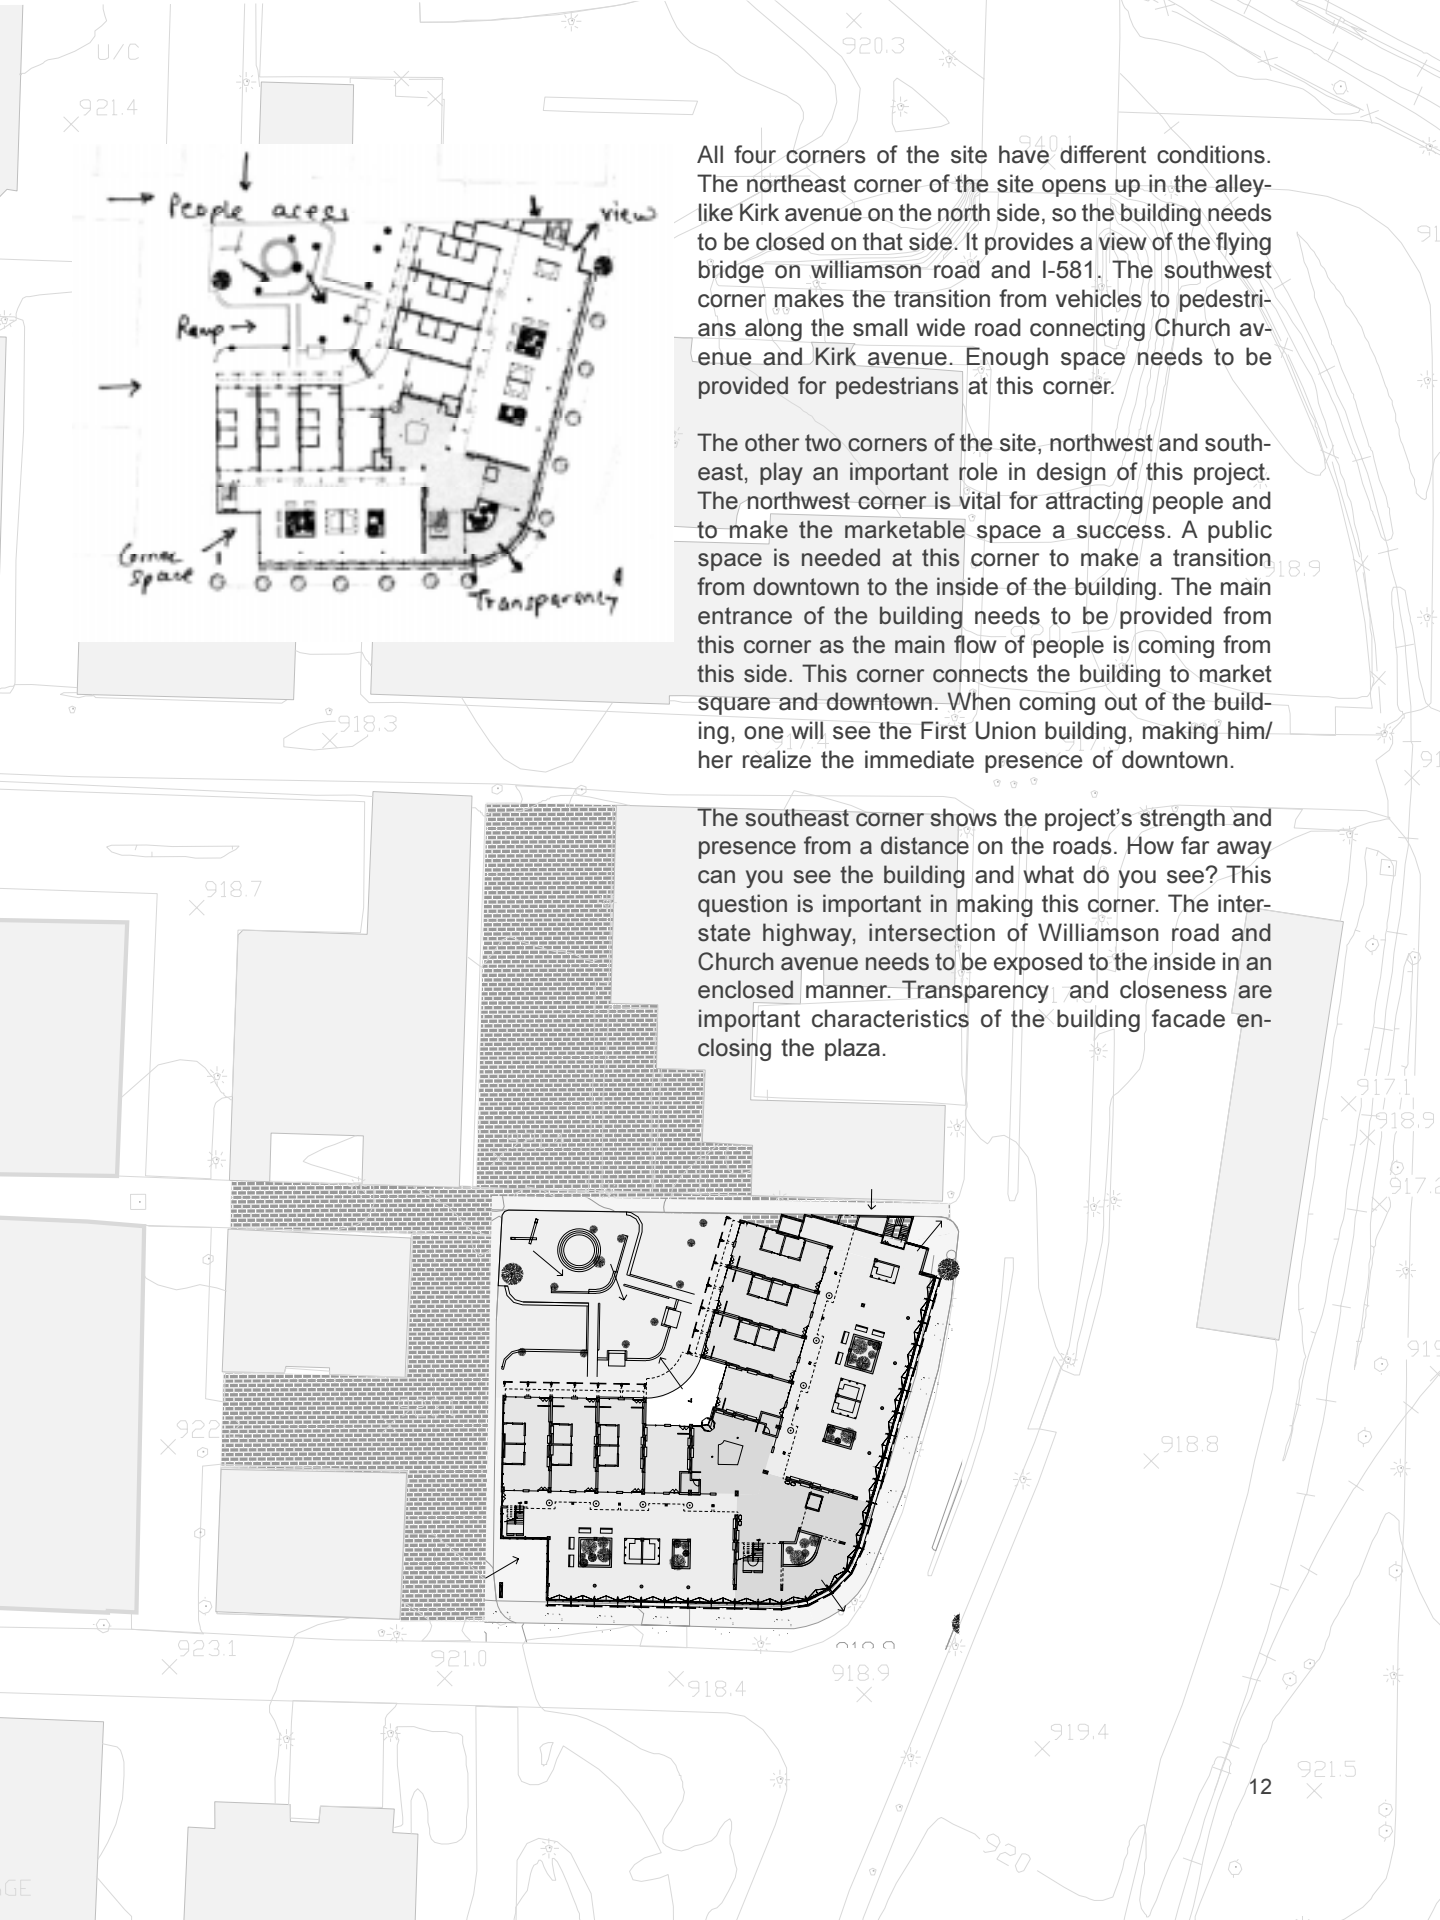 U/C
920.3
921.4
940.1
People acess
view
Ramp
Corner
space
Transparency
All four corners of the site have different conditions.
The northeast corner of the site opens up in the alley-
like Kirk avenue on the north side, so the building needs
to be closed on that side. It provides a view of the flying
bridge on williamson road and I-581. The southwest
corner makes the transition from vehicles to pedestri-
ans along the small wide road connecting Church av-
enue and Kirk avenue. Enough space needs to be
provided for pedestrians at this corner.
The other two corners of the site, northwest and south-
east, play an important role in design of this project.
The northwest corner is vital for attracting people and
to make the marketable space a success. A public
space is needed at this corner to make a transition
from downtown to the inside of the building. The main
entrance of the building needs to be provided from
this corner as the main flow of people is coming from
this side. This corner connects the building to market
square and downtown. When coming out of the build-
ing, one will see the First Union building, making him/
her realize the immediate presence of downtown.
The southeast corner shows the project's strength and
presence from a distance on the roads. How far away
can you see the building and what do you see? This
question is important in making this corner. The inter-
state highway, intersection of Williamson road and
Church avenue needs to be exposed to the inside in an
enclosed manner. Transparency and closeness are
important characteristics of the building facade en-
closing the plaza.
918.9
920
918.3
917.4
918.7
917.1
918.9
917.2
919
922
918.8
923.1
921.0
918.4
918.9
918.9
919.4
921.5
12
920
GE